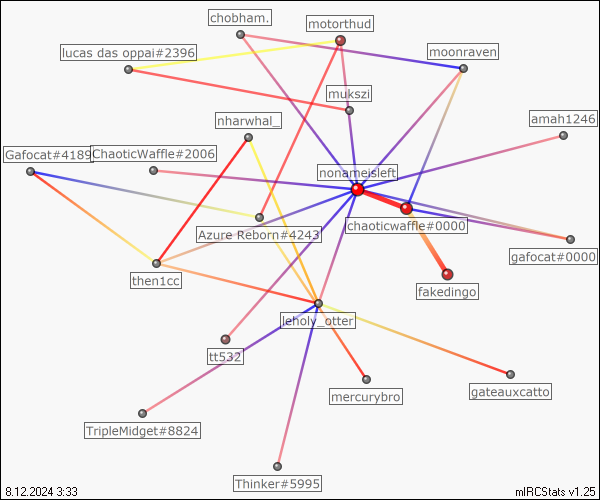 chobham.
motorthud
lucas das oppai#2396
moonraven
mukszi
nharwhal_
amah1246
Gafocat#4189
ChaoticWaffle#2006
nonameisleft
chaoticwaffle#0000
Azure Reborn#4243
gafocat#0000
then1cc
fakedingo
leholy_otter
tt532
mercurybro
gateauxcatto
TripleMidget#8824
Thinker#5995
8.12.2024 3:33
mIRCStats v1.25